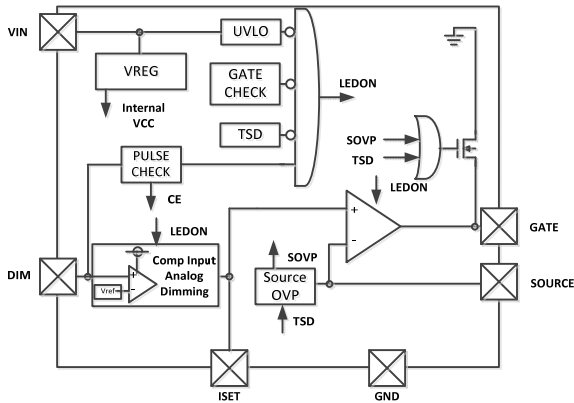 VIN
UVLO
VREG
GATE
CHECK
LEDON
Internal
VCC
TSD
SOVP
TSD
PULSE
CHECK
CE
LEDON
LEDON
+
-
GATE
Comp Input
Analog
Dimming
SOVP
DIM
+
Vref
-
Source
OVP
SOURCE
TSD
ISET
GND